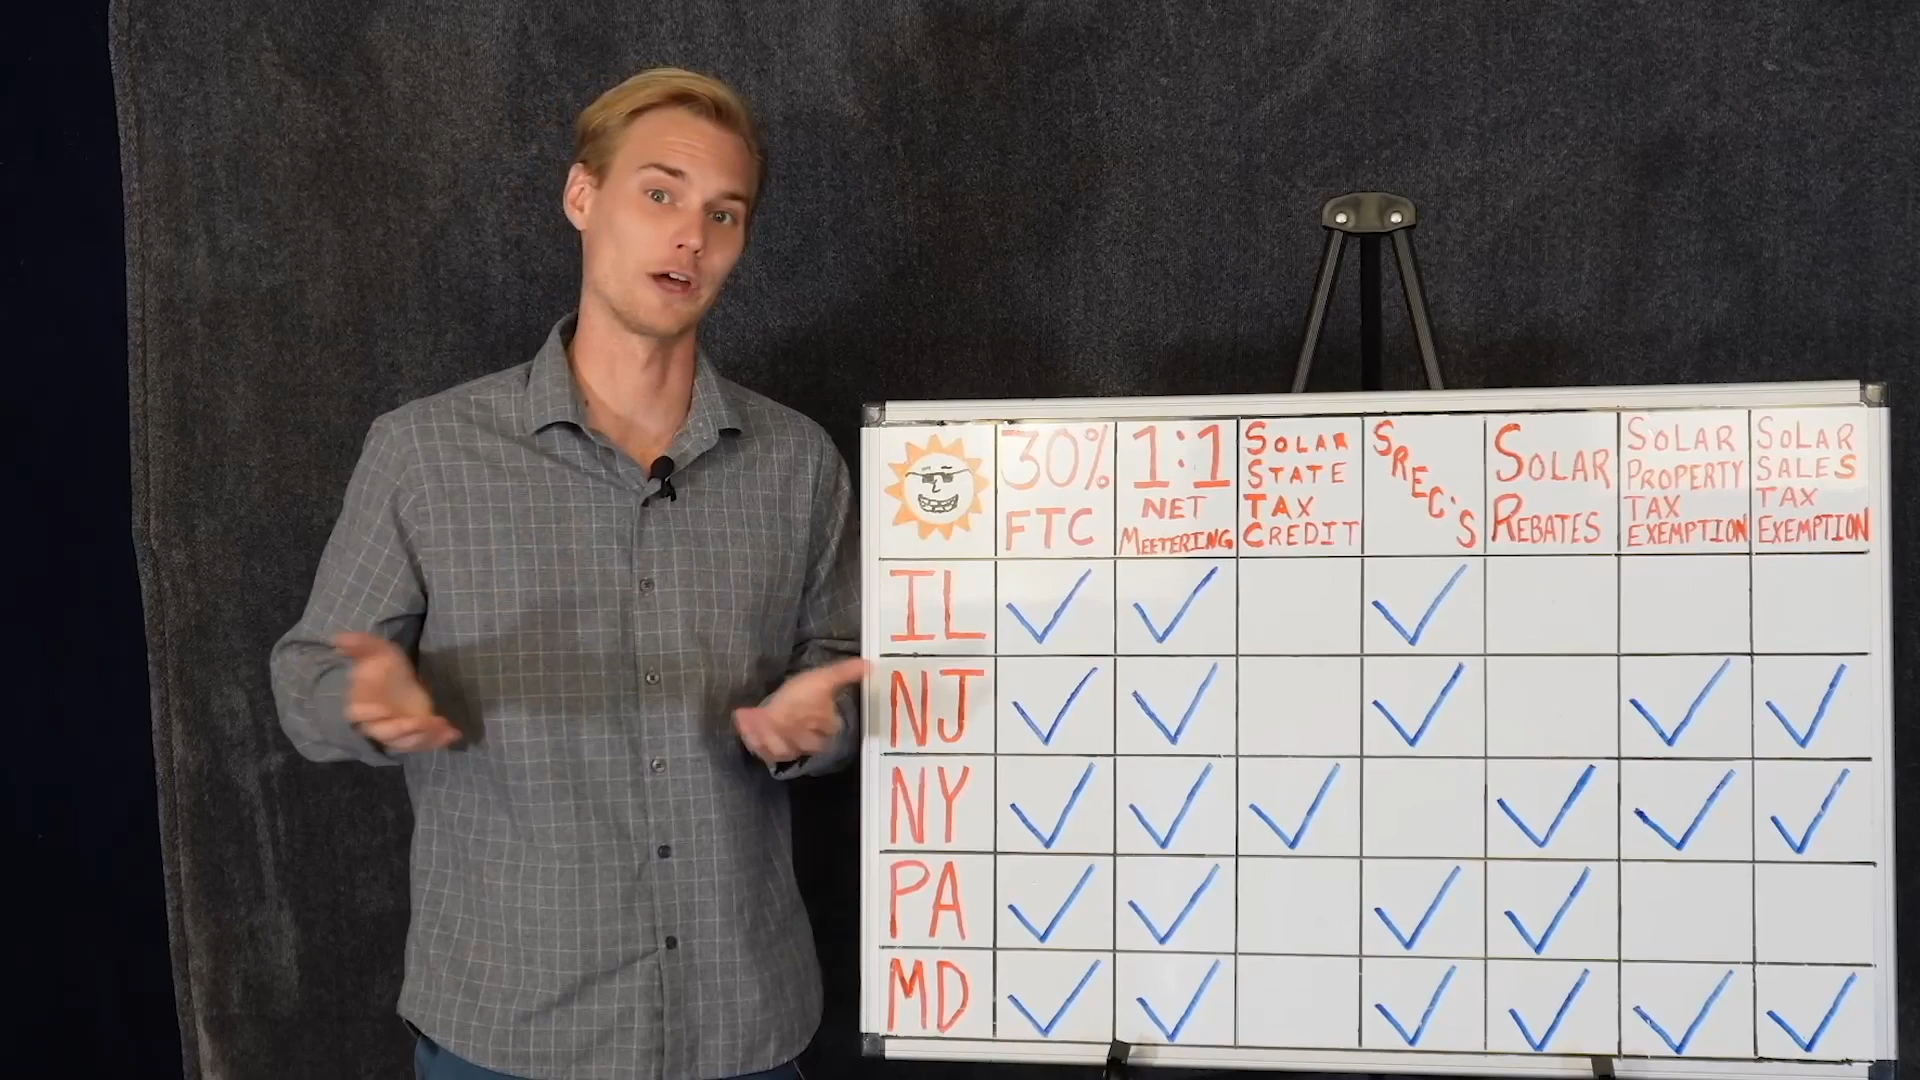 30%
FTC
1:1
NET
MEETERING
SOLAR
STATE
TAX
CREDIT
SREC'S
SOLAR
REBATES
SOLAR
PROPERTY
TAX
EXEMPTION
SOLAR
SALES
TAX
EXEMPTION
IL
NJ
NY
PA
MD